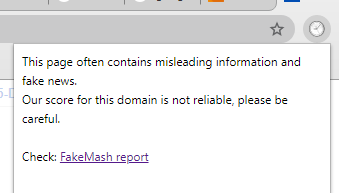 This page often contains misleading information and
fake news.
Our score for this domain is not reliable, please be
careful.
Check: FakeMash report